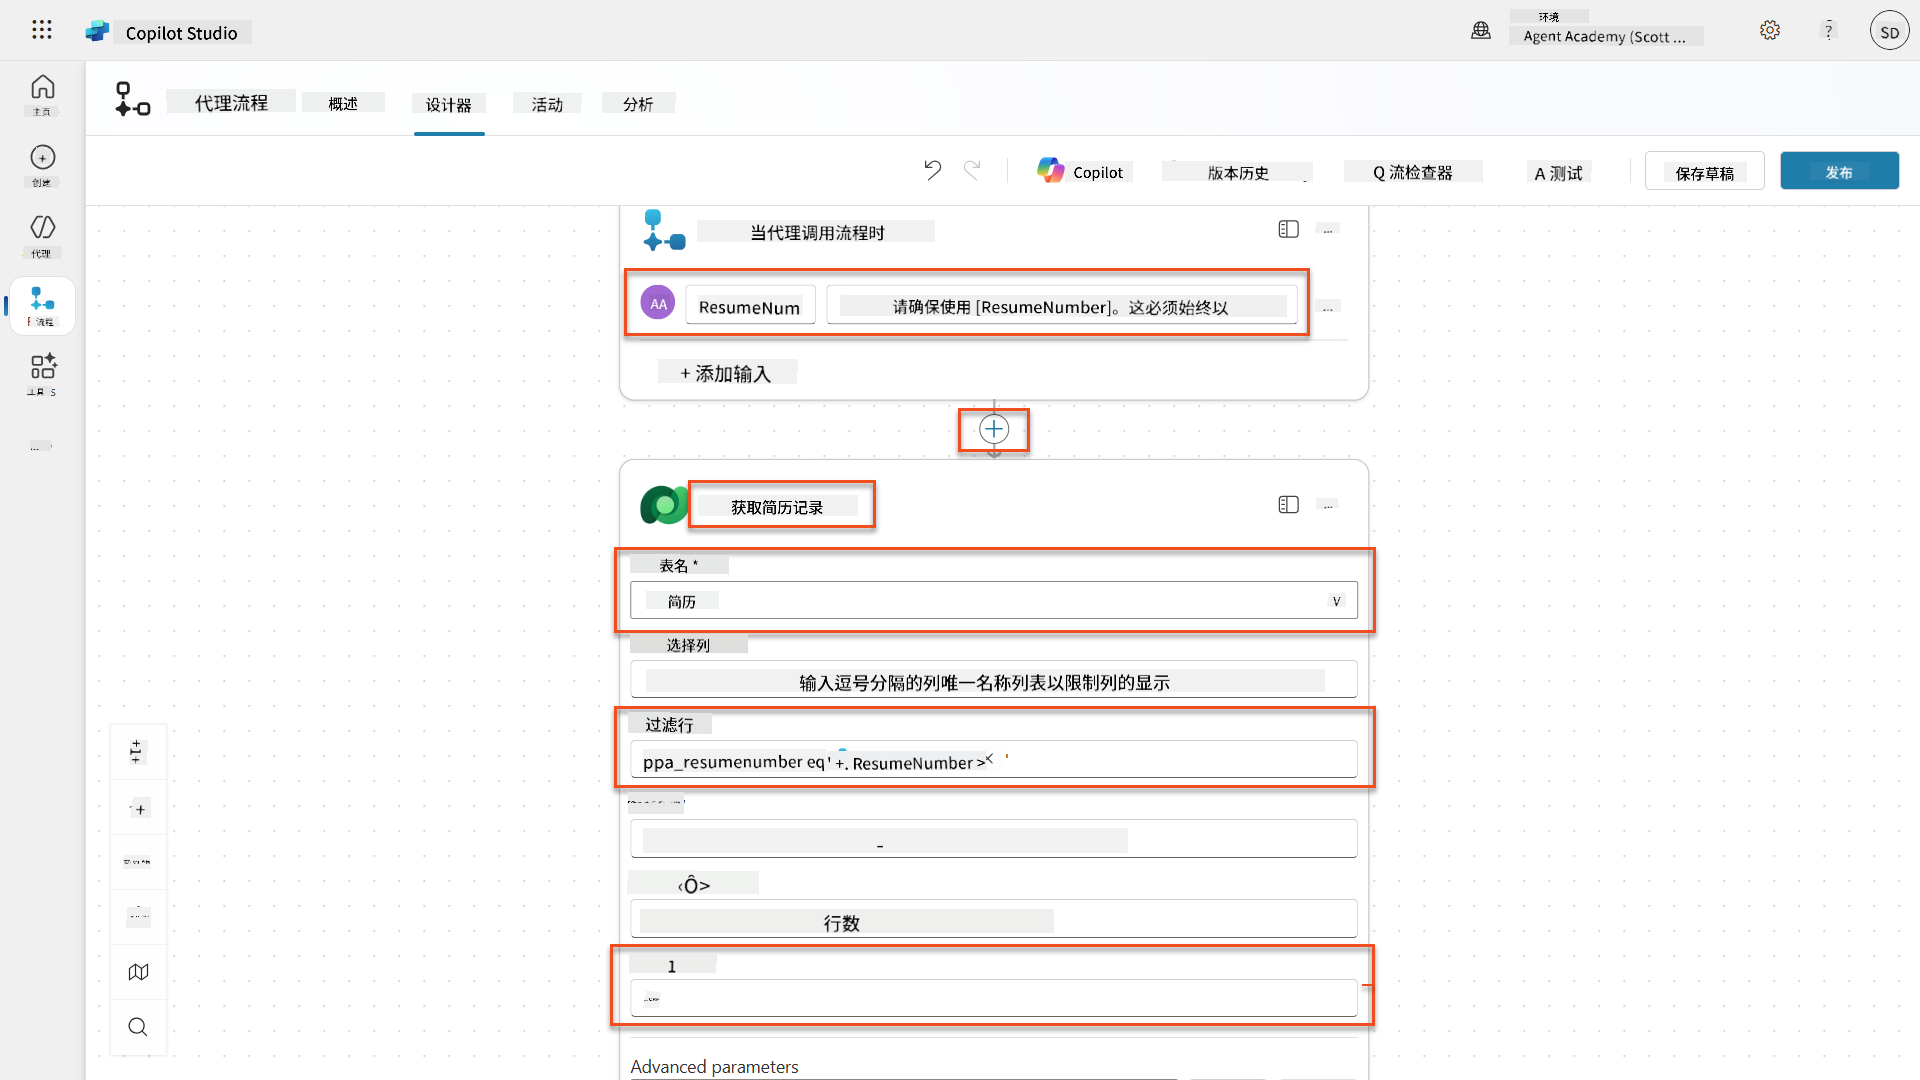 Copilot Studio
环境
Agent Academy (Scott ...
?
SD
主页
创建
代理
流程
工具 S
...
代理流程
概述
设计器
活动
分析
Copilot
版本历史
Q 流检查器
A 测试
保存草稿
发布
当代理调用流程时
...
AA
ResumeNum
请确保使用 [ResumeNumber]。这必须始终以
...
+ 添加输入
获取简历记录
...
表名 *
简历
选择列
输入逗号分隔的列唯一名称列表以限制列的显示
过滤行
ppa_resumenumber eq' +. ResumeNumber > '
-
‹Ô>
行数
1
Advanced parameters